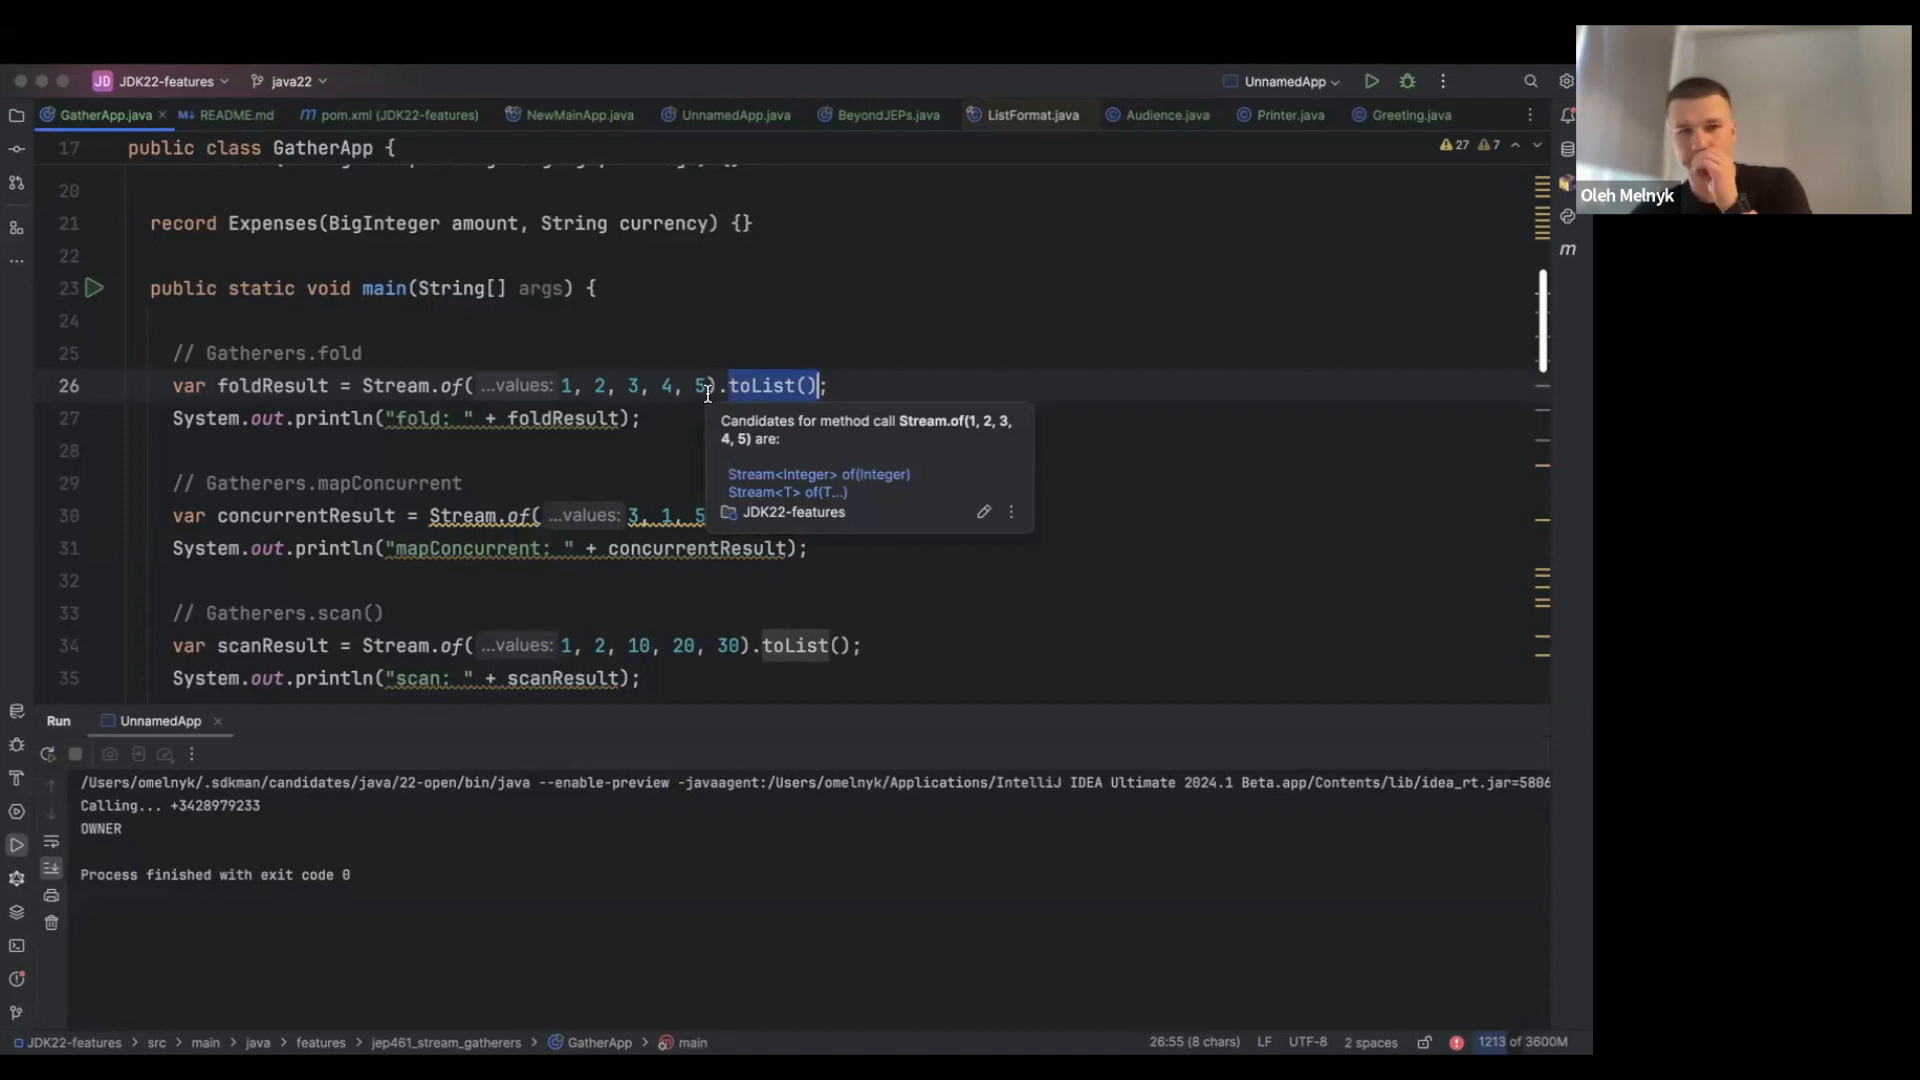 JD JDK22-features java22 UnnamedApp
GatherApp.java README.md pom.xml (JDK22-features) NewMainApp.java UnnamedApp.java BeyondJEPs.java ListFormat.java Audience.java Printer.java Greeting.java
17 public class GatherApp { 27 7
20
21 record Expenses(BigInteger amount, String currency) {}
22
23 public static void main(String[] args) {
24
25 // Gatherers.fold
26 var foldResult = Stream.of( ...values: 1, 2, 3, 4, 5).toList();
27 System.out.println("fold: " + foldResult);
28
29 // Gatherers.mapConcurrent
30 var concurrentResult = Stream.of( ...values: 3, 1, 5
31 System.out.println("mapConcurrent: " + concurrentResult);
32
33 // Gatherers.scan()
34 var scanResult = Stream.of( ...values: 1, 2, 10, 20, 30).toList();
35 System.out.println("scan: " + scanResult);
Candidates for method call Stream.of(1, 2, 3,
4, 5) are:
Stream<Integer> of(Integer)
Stream<T> of(T...)
JDK22-features
Run UnnamedApp
/Users/omelnyk/.sdkman/candidates/java/22-open/bin/java --enable-preview -javaagent:/Users/omelnyk/Applications/IntelliJ IDEA Ultimate 2024.1 Beta.app/Contents/lib/idea_rt.jar=5806
Calling... +3428979233
OWNER
Process finished with exit code 0
JDK22-features > src > main > java > features > jep461_stream_gatherers > GatherApp > main 26:55 (8 chars) LF UTF-8 2 spaces 1213 of 3600M
Oleh Melnyk
m